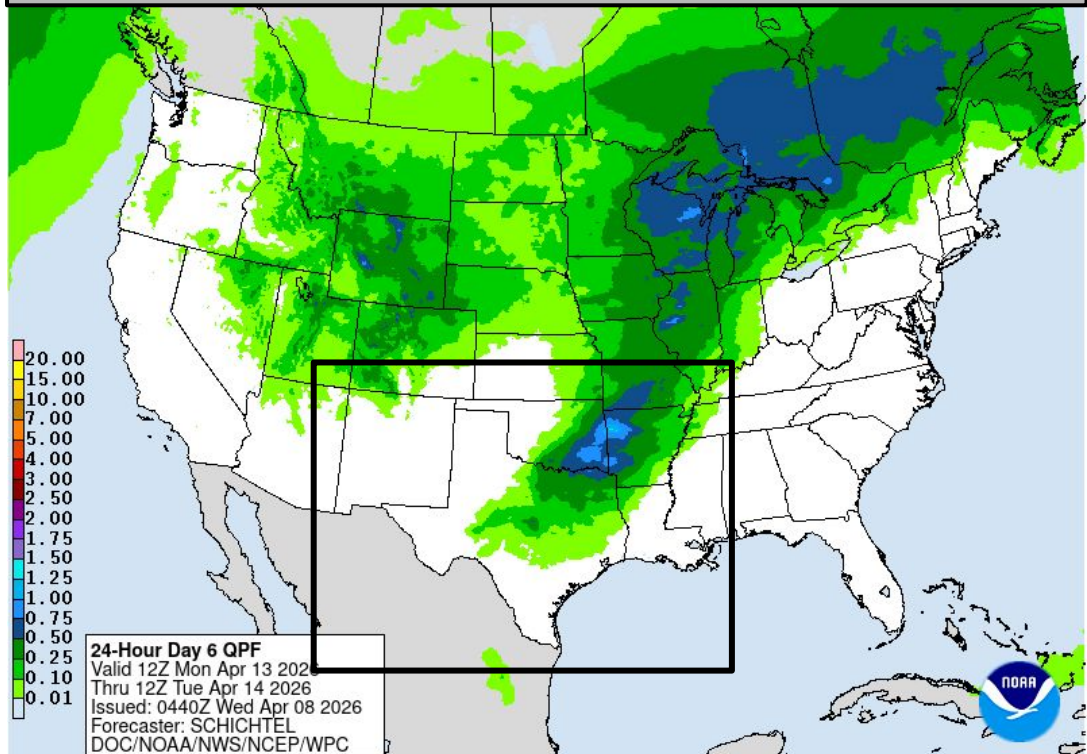 20.00
15.00
10.00
7.00
5.00
4.00
3.00
2.50
2.00
1.75
1.50
1.25
1.00
0.75
0.50
0.25
0.10
0.01
24-Hour Day 6 QPF
Valid 12Z Mon Apr 13 2026
Thru 12Z Tue Apr 14 2026
Issued: 0440Z Wed Apr 08 2026
Forecaster: SCHICHTEL
DOC/NOAA/NWS/NCEP/WPC
NOAA